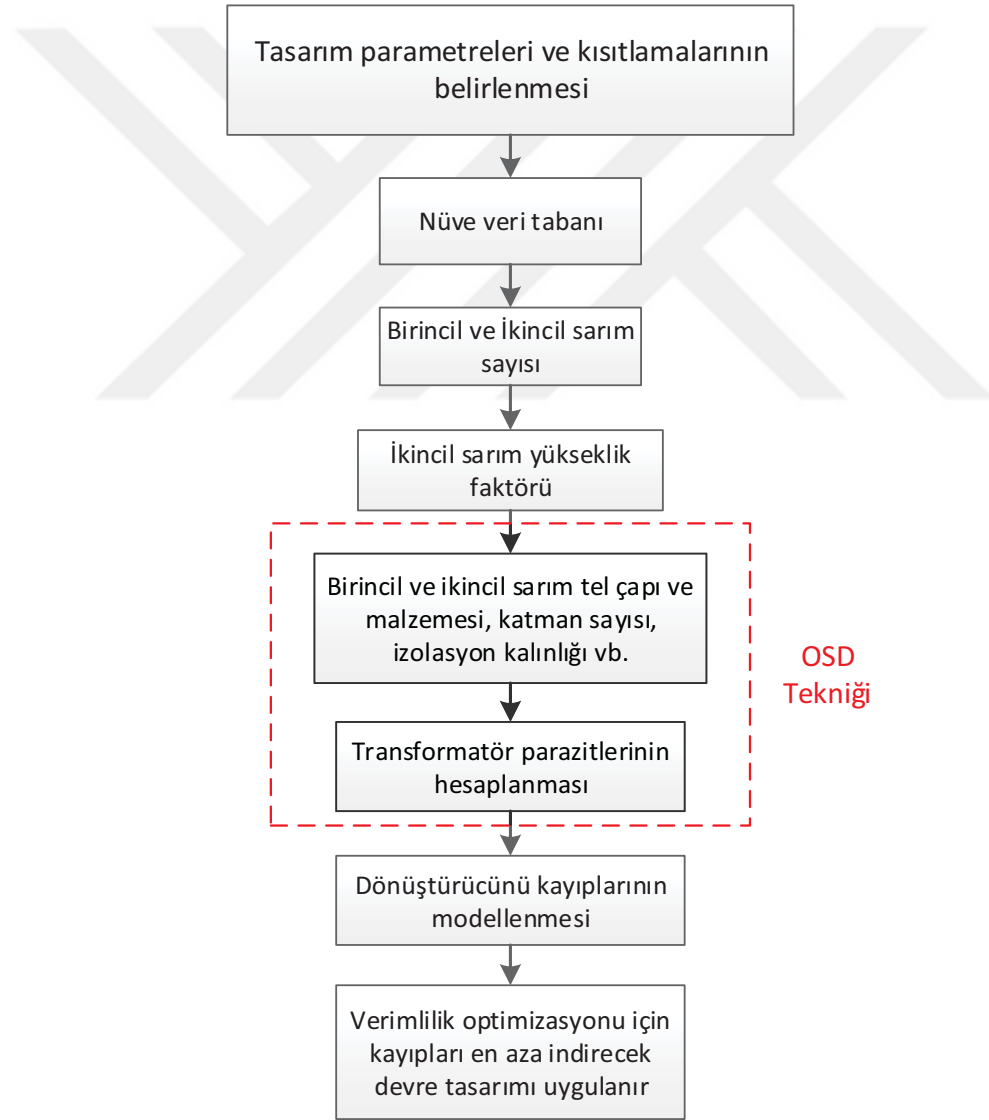 Tasarım parametreleri ve kısıtlamalarının
belirlenmesi
Nüve veri tabanı
Birincil ve İkincil sarım
sayısı
İkincil sarım yükseklik
faktörü
Birincil ve ikincil sarım tel çapı ve
malzemesi, katman sayısı,
izolasyon kalınlığı vb.
OSD
Tekniği
Transformatör parazitlerinin
hesaplanması
Dönüştürücünü kayıplarının
modellenmesi
Verimlilik optimizasyonu için
kayıpları en aza indirecek
devre tasarımı uygulanır